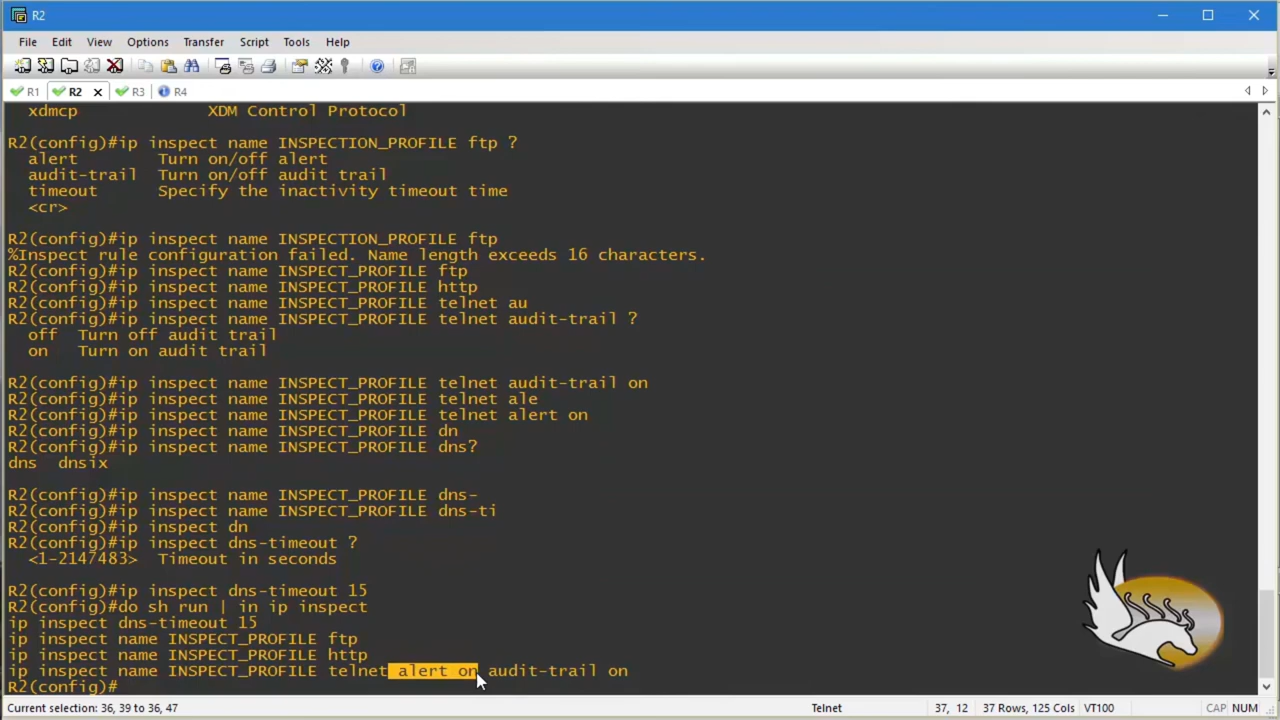 R2
File Edit View Options Transfer Script Tools Help
R1 R2 X R3 R4
xdmcp XDM Control Protocol
R2(config)#ip inspect name INSPECTION_PROFILE ftp ?
alert Turn on/off alert
audit-trail Turn on/off audit trail
timeout Specify the inactivity timeout time
<cr>
R2(config)#ip inspect name INSPECTION_PROFILE ftp
%Inspect rule configuration failed. Name length exceeds 16 characters.
R2(config)#ip inspect name INSPECT_PROFILE ftp
R2(config)#ip inspect name INSPECT_PROFILE http
R2(config)#ip inspect name INSPECT_PROFILE telnet au
R2(config)#ip inspect name INSPECT_PROFILE telnet audit-trail ?
off Turn off audit trail
on Turn on audit trail
R2(config)#ip inspect name INSPECT_PROFILE telnet audit-trail on
R2(config)#ip inspect name INSPECT_PROFILE telnet ale
R2(config)#ip inspect name INSPECT_PROFILE telnet alert on
R2(config)#ip inspect name INSPECT_PROFILE dn
R2(config)#ip inspect name INSPECT_PROFILE dns?
dns dnsix
R2(config)#ip inspect name INSPECT_PROFILE dns-
R2(config)#ip inspect name INSPECT_PROFILE dns-ti
R2(config)#ip inspect dn
R2(config)#ip inspect dns-timeout ?
<1-2147483> Timeout in seconds
R2(config)#ip inspect dns-timeout 15
R2(config)#do sh run | in ip inspect
ip inspect dns-timeout 15
ip inspect name INSPECT_PROFILE ftp
ip inspect name INSPECT_PROFILE http
ip inspect name INSPECT_PROFILE telnet alert on audit-trail on
R2(config)#
Current selection: 36, 39 to 36, 47 Telnet 37, 12 37 Rows, 125 Cols VT100 CAP NUM